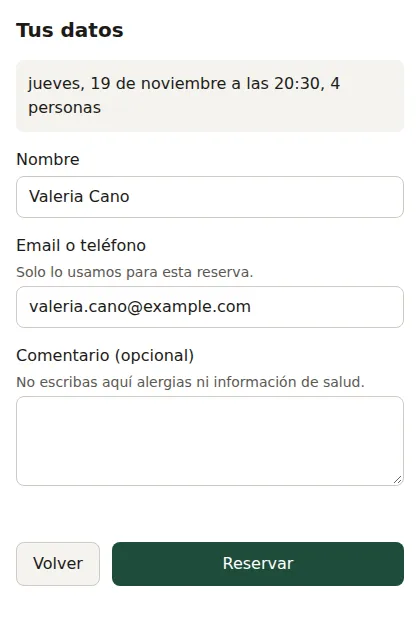 Tus datos
jueves, 19 de noviembre a las 20:30, 4
personas
Nombre
Valeria Cano
Email o teléfono
Solo lo usamos para esta reserva.
valeria.cano@example.com
Comentario (opcional)
No escribas aquí alergias ni información de salud.
Volver
Reservar